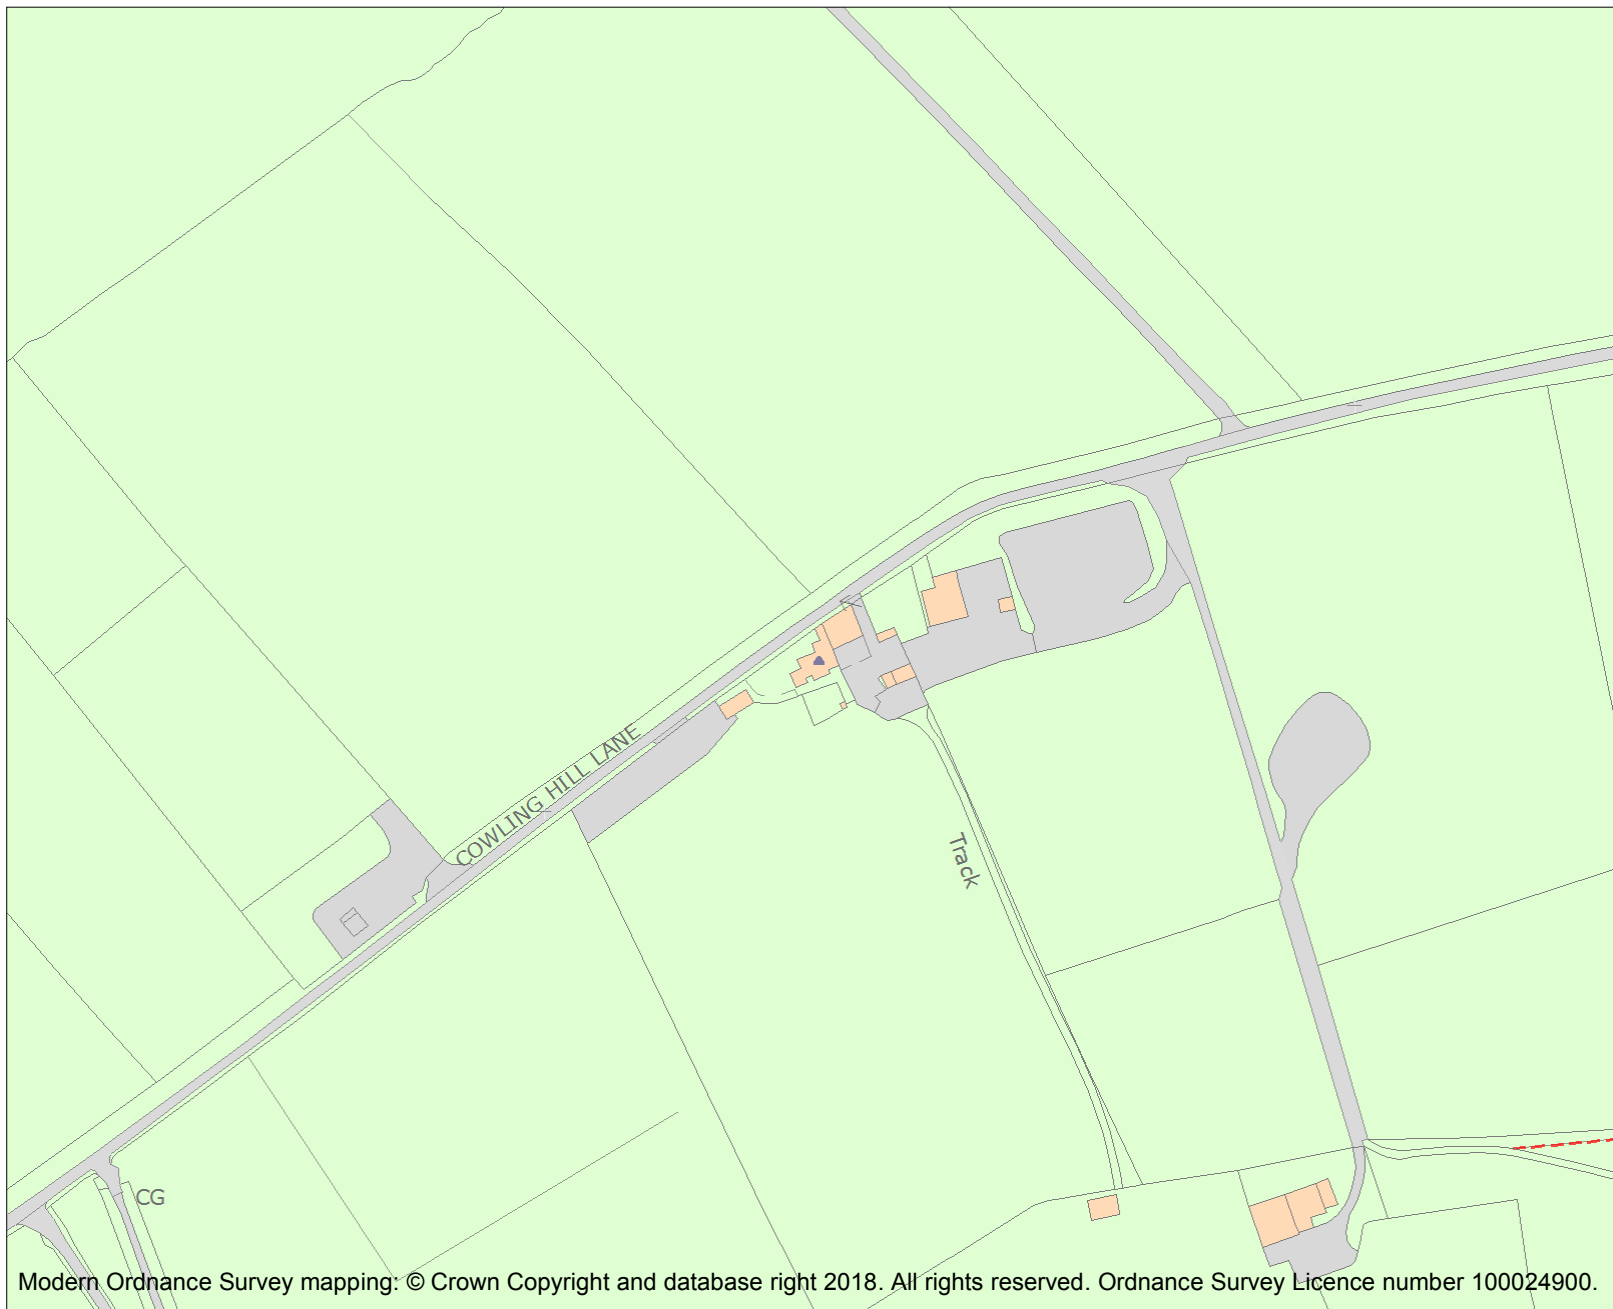 COWLING HILL LANE
Track
CG
Modern Ordnance Survey mapping: © Crown Copyright and database right 2018. All rights reserved. Ordnance Survey Licence number 100024900.